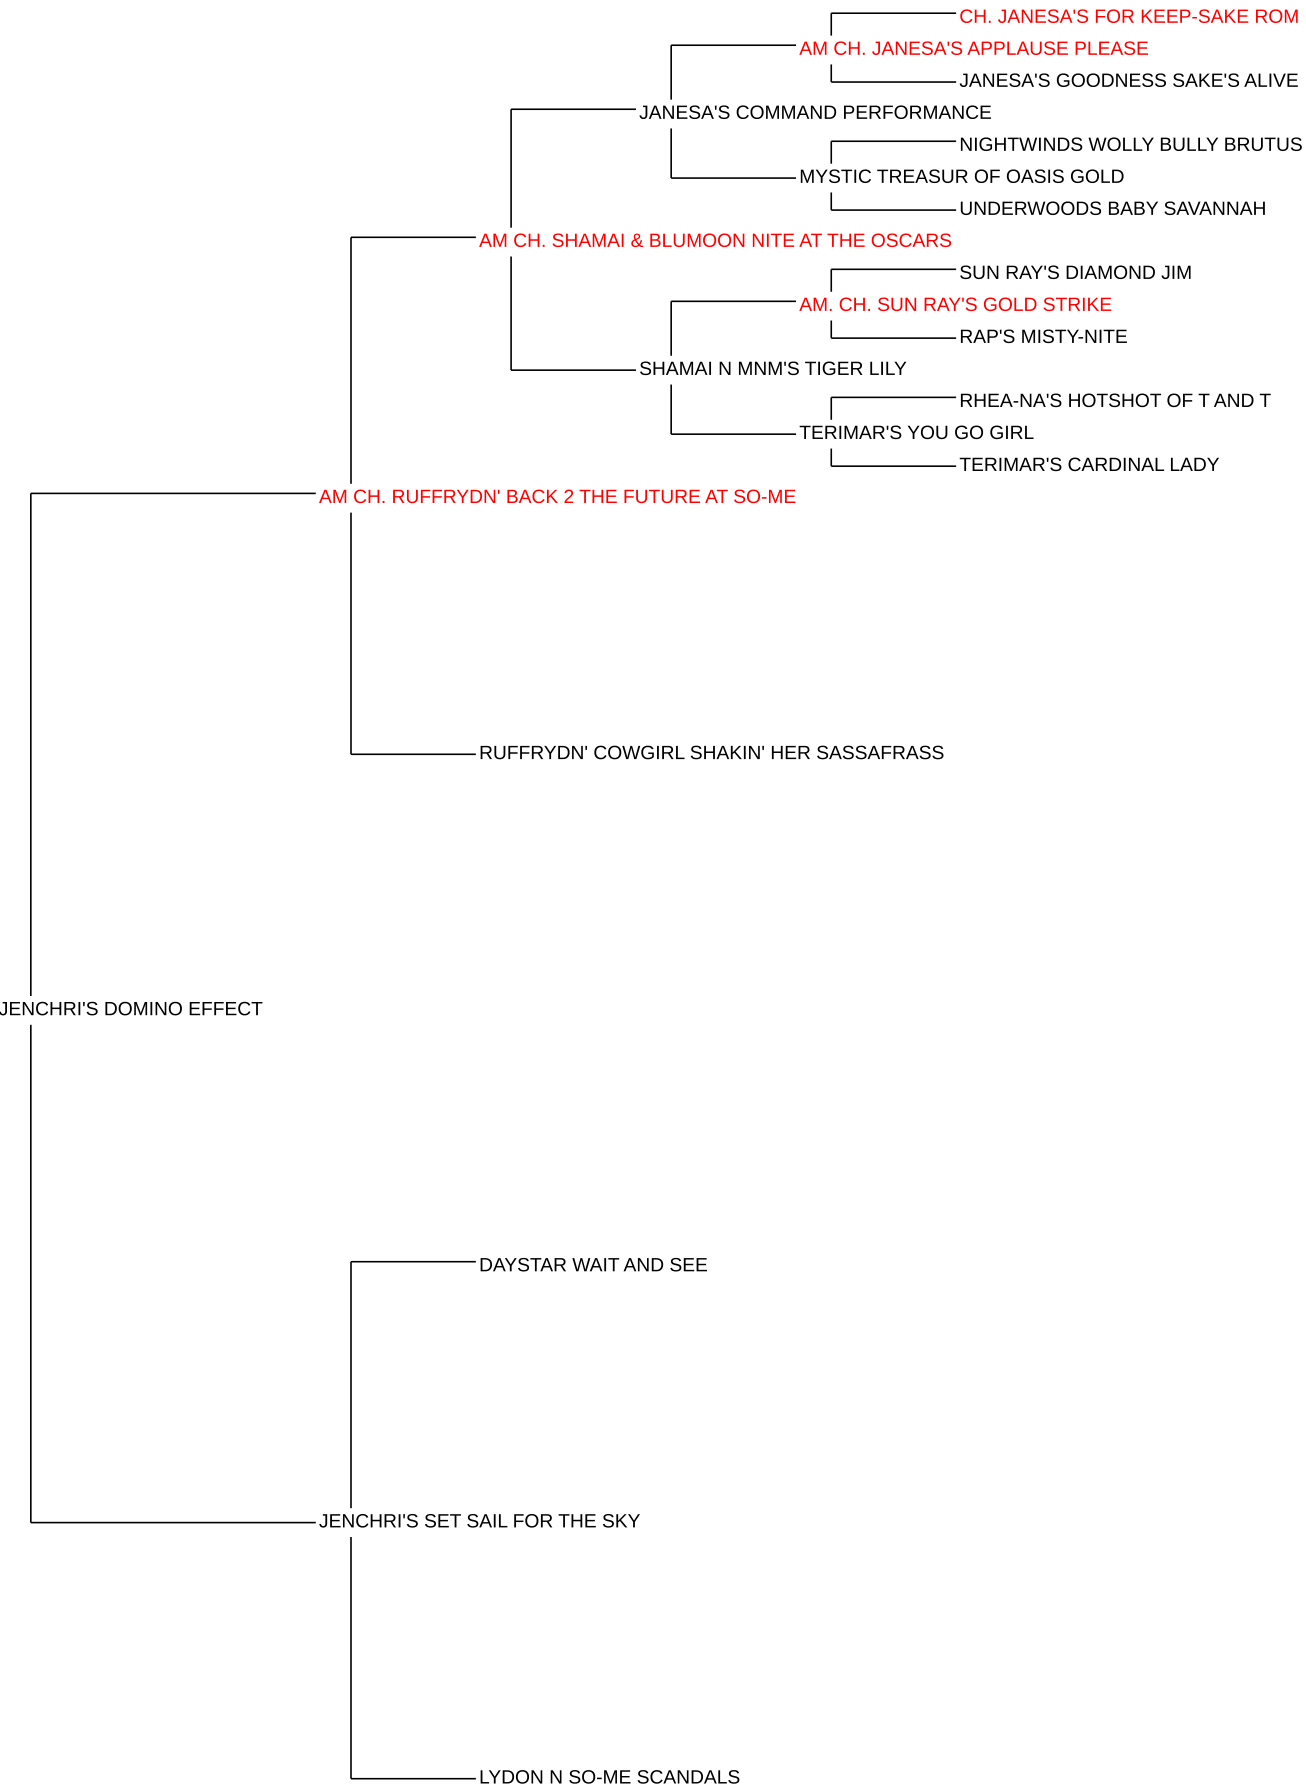 CH. JANESA'S FOR KEEP-SAKE ROM
AM CH. JANESA'S APPLAUSE PLEASE
JANESA'S GOODNESS SAKE'S ALIVE
JANESA'S COMMAND PERFORMANCE
NIGHTWINDS WOLLY BULLY BRUTUS
MYSTIC TREASUR OF OASIS GOLD
UNDERWOODS BABY SAVANNAH
AM CH. SHAMAI & BLUMOON NITE AT THE OSCARS
SUN RAY'S DIAMOND JIM
AM. CH. SUN RAY'S GOLD STRIKE
RAP'S MISTY-NITE
SHAMAI N MNM'S TIGER LILY
RHEA-NA'S HOTSHOT OF T AND T
TERIMAR'S YOU GO GIRL
TERIMAR'S CARDINAL LADY
AM CH. RUFFRYDN' BACK 2 THE FUTURE AT SO-ME
RUFFRYDN' COWGIRL SHAKIN' HER SASSAFRASS
JENCHRI'S DOMINO EFFECT
DAYSTAR WAIT AND SEE
JENCHRI'S SET SAIL FOR THE SKY
LYDON N SO-ME SCANDALS